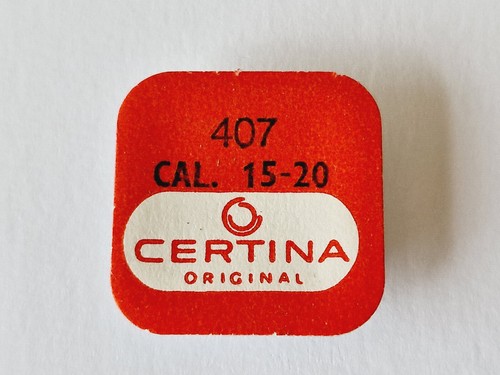 407
CAL. 15-20
CERTINA
ORIGINAL